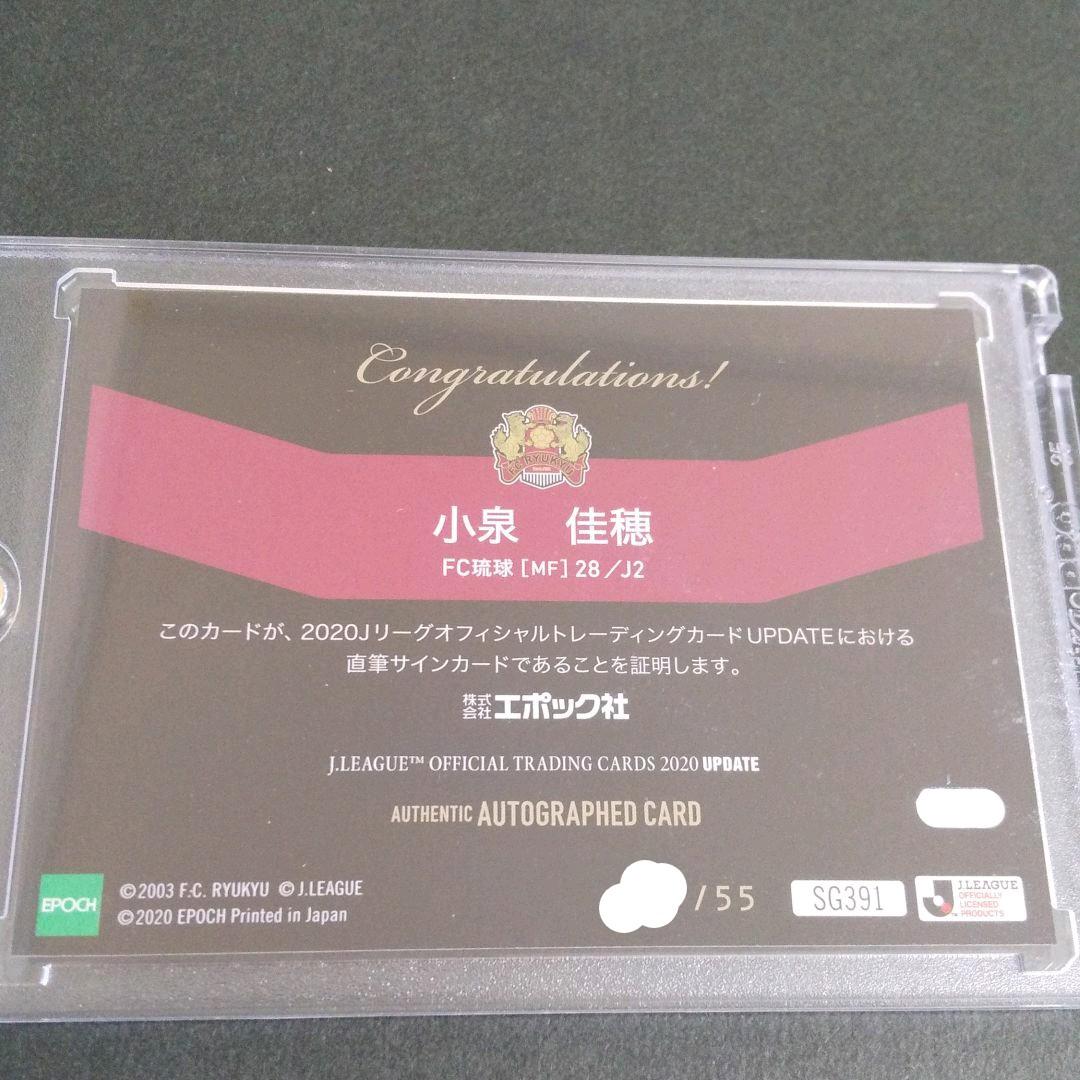 Congratulations!
F.C RYUKYU
小泉　佳穂
FC琉球［MF］28／J2
このカードが、2020JリーグオフィシャルトレーディングカードUPDATEにおける
直筆サインカードであることを証明します。
株式会社エポック社
J.LEAGUE™ OFFICIAL TRADING CARDS 2020 UPDATE
AUTHENTIC AUTOGRAPHED CARD
EPOCH
©2003 F.C. RYUKYU ©J.LEAGUE
©2020 EPOCH Printed in Japan
/55
SG391
J.LEAGUE
OFFICIALLY
LICENSED
PRODUCTS